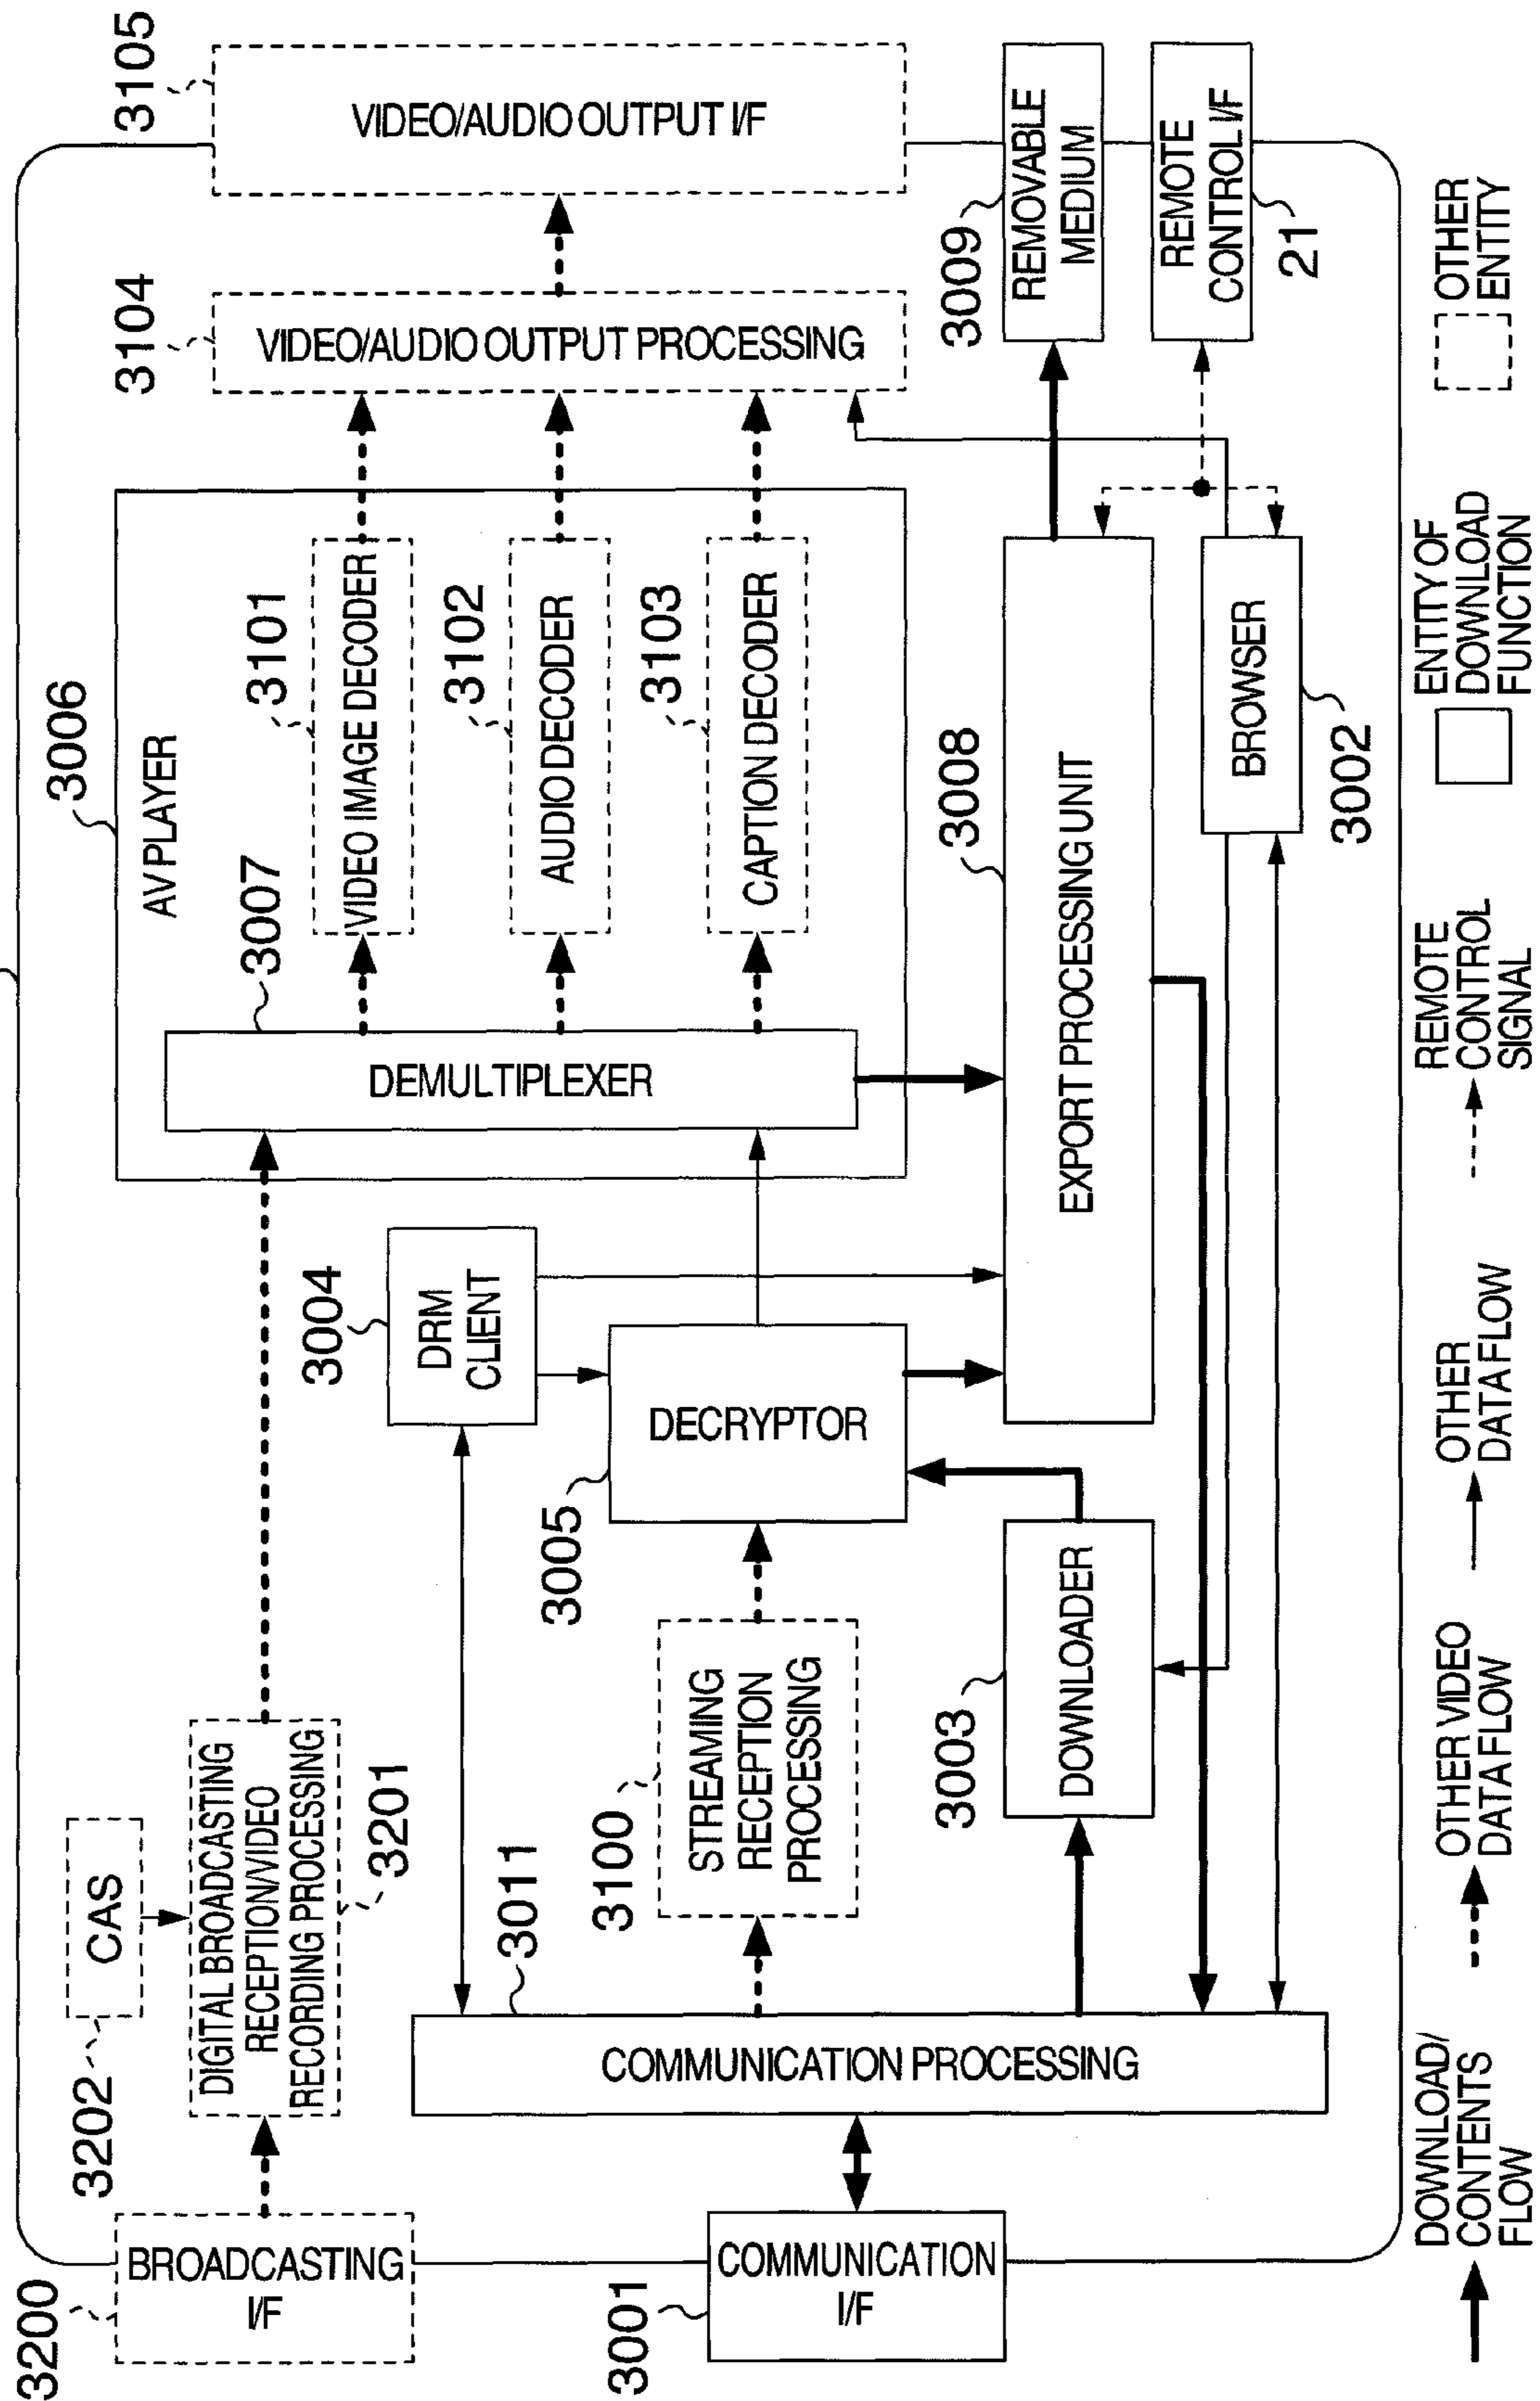 3200
BROADCASTING
I/F
3202
CAS
DIGITAL BROADCASTING
RECEPTION/VIDEO
RECORDING PROCESSING
3201
3001
COMMUNICATION
I/F
3011
COMMUNICATION PROCESSING
3100
STREAMING
RECEPTION
PROCESSING
3003
DOWNLOADER
3004
DRM
CLIENT
3005
DECRYPTOR
3006
AV PLAYER
3007
DEMULTIPLEXER
3101
VIDEO IMAGE DECODER
3102
AUDIO DECODER
3103
CAPTION DECODER
3008
EXPORT PROCESSING UNIT
BROWSER
3002
3104
VIDEO/AUDIO OUTPUT PROCESSING
3105
VIDEO/AUDIO OUTPUT I/F
3009
REMOVABLE
MEDIUM
REMOTE
CONTROL I/F
21
DOWNLOAD/
CONTENTS
FLOW
OTHER VIDEO
DATA FLOW
OTHER
DATA FLOW
REMOTE
CONTROL
SIGNAL
ENTITY OF
DOWNLOAD
FUNCTION
OTHER
ENTITY